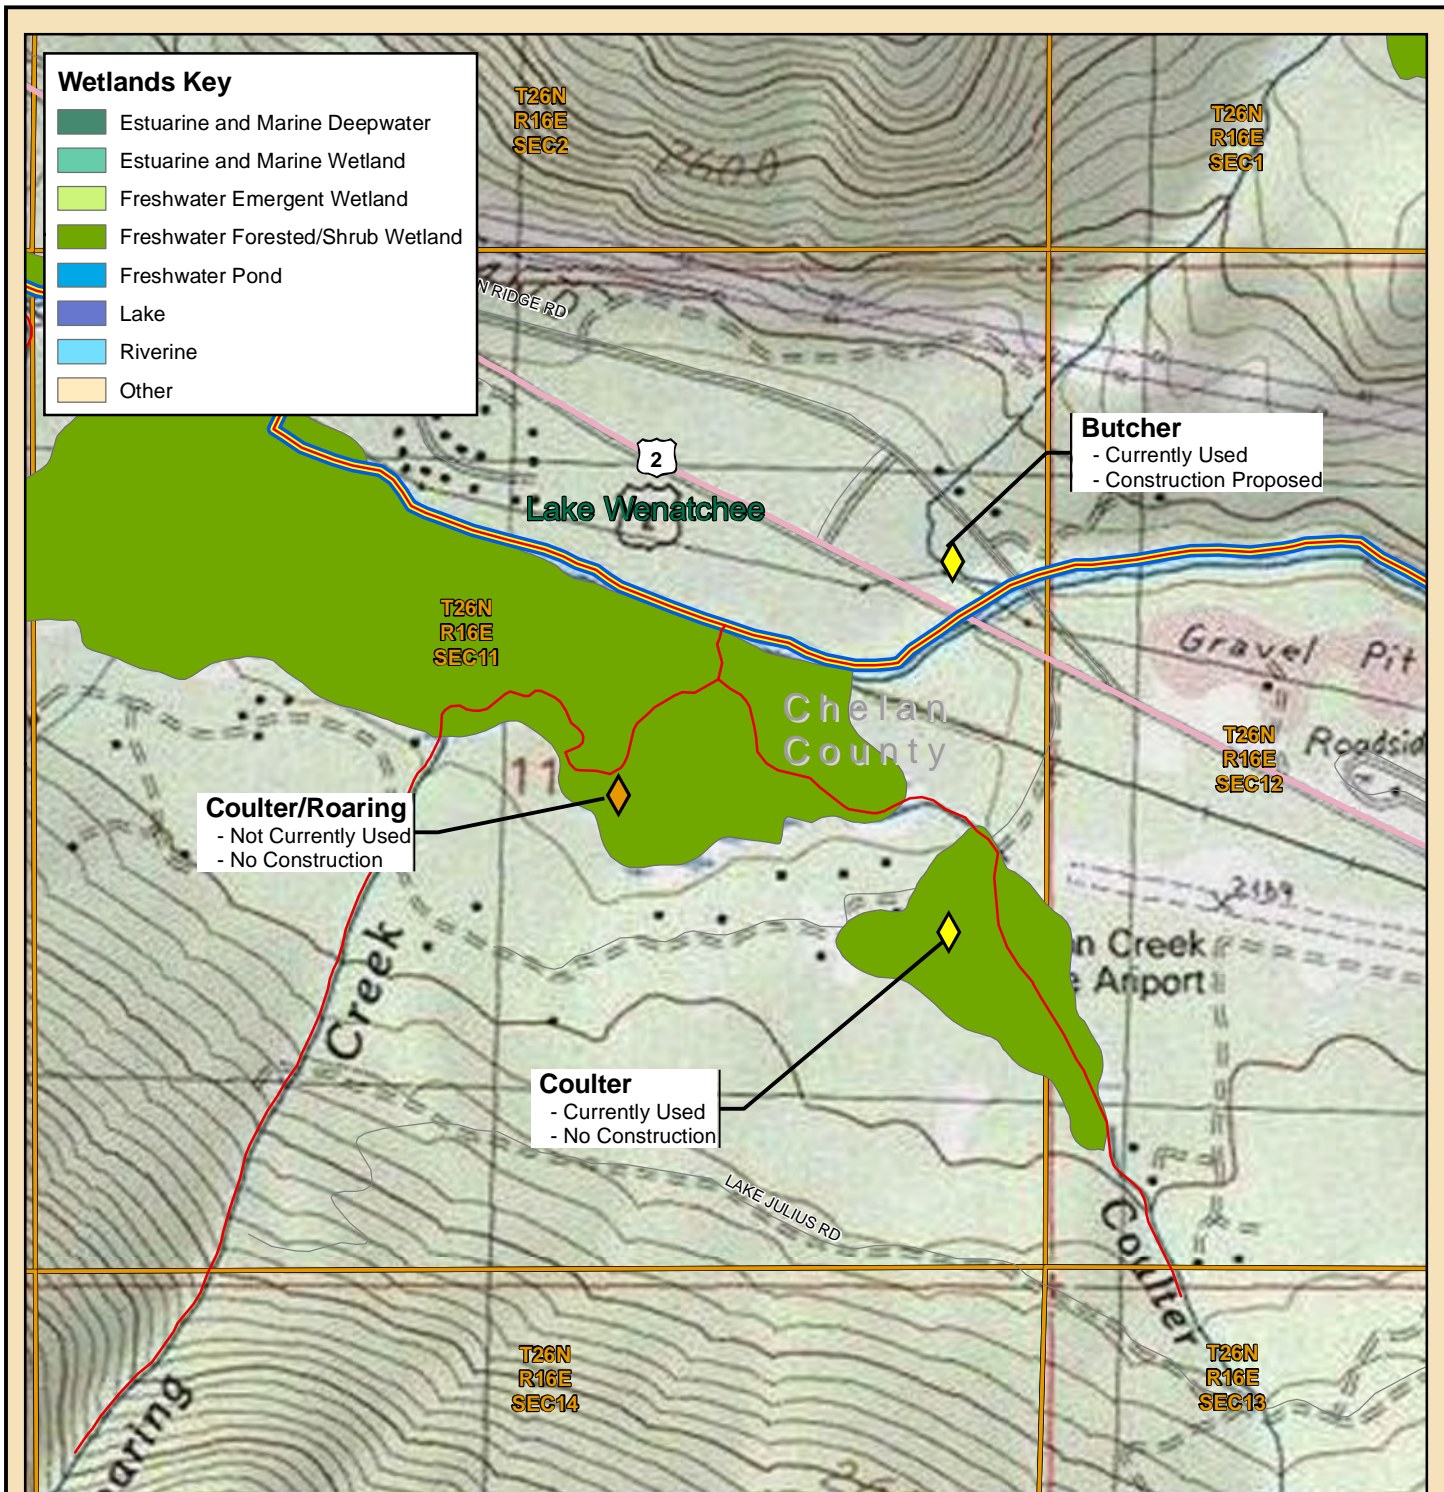 Wetlands Key
Estuarine and Marine Deepwater
Estuarine and Marine Wetland
Freshwater Emergent Wetland
Freshwater Forested/Shrub Wetland
Freshwater Pond
Lake
Riverine
Other
T26N
R16E
SEC2
2600
T26N
R16E
SEC1
N RIDGE RD
2
Lake Wenatchee
Butcher
- Currently Used
- Construction Proposed
T26N
R16E
SEC11
Gravel Pit
Chelan
County
T26N
R16E
SEC12
Roadsid
11
Coulter/Roaring
- Not Currently Used
- No Construction
2139
n Creek
e Airport
Creek
Coulter
- Currently Used
- No Construction
LAKE JULIUS RD
Coulter
T26N
R16E
SEC14
T26N
R16E
SEC13
oaring